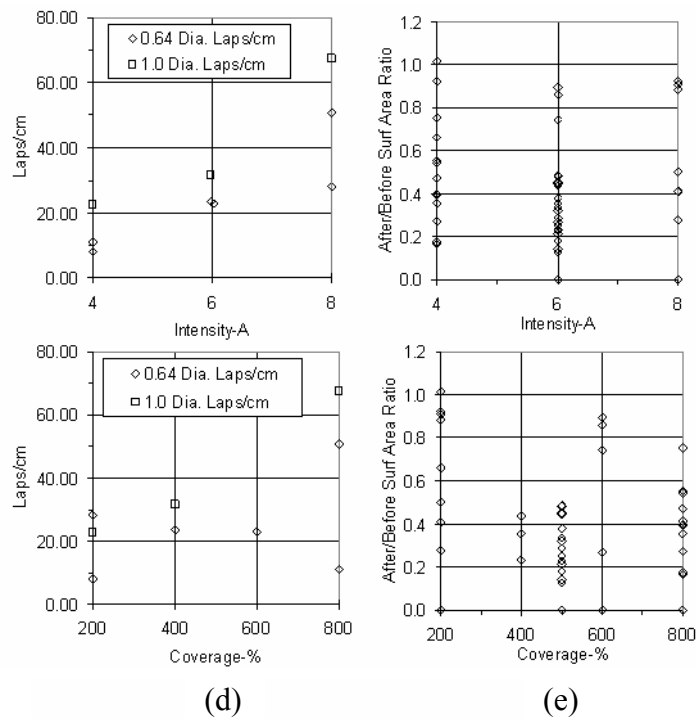 80.00
60.00
40.00
20.00
0.00
Laps/cm
0.64 Dia. Laps/cm
1.0 Dia. Laps/cm
4 6 8
Intensity-A
1.2
1.0
0.8
0.6
0.4
0.2
0.0
After/Before Surf Area Ratio
4 6 8
Intensity-A
80.00
60.00
40.00
20.00
0.00
Laps/cm
0.64 Dia. Laps/cm
1.0 Dia. Laps/cm
200 400 600 800
Coverage-%
(d)
1.2
1.0
0.8
0.6
0.4
0.2
0.0
After/Before Surf Area Ratio
200 400 600 800
Coverage-%
(e)